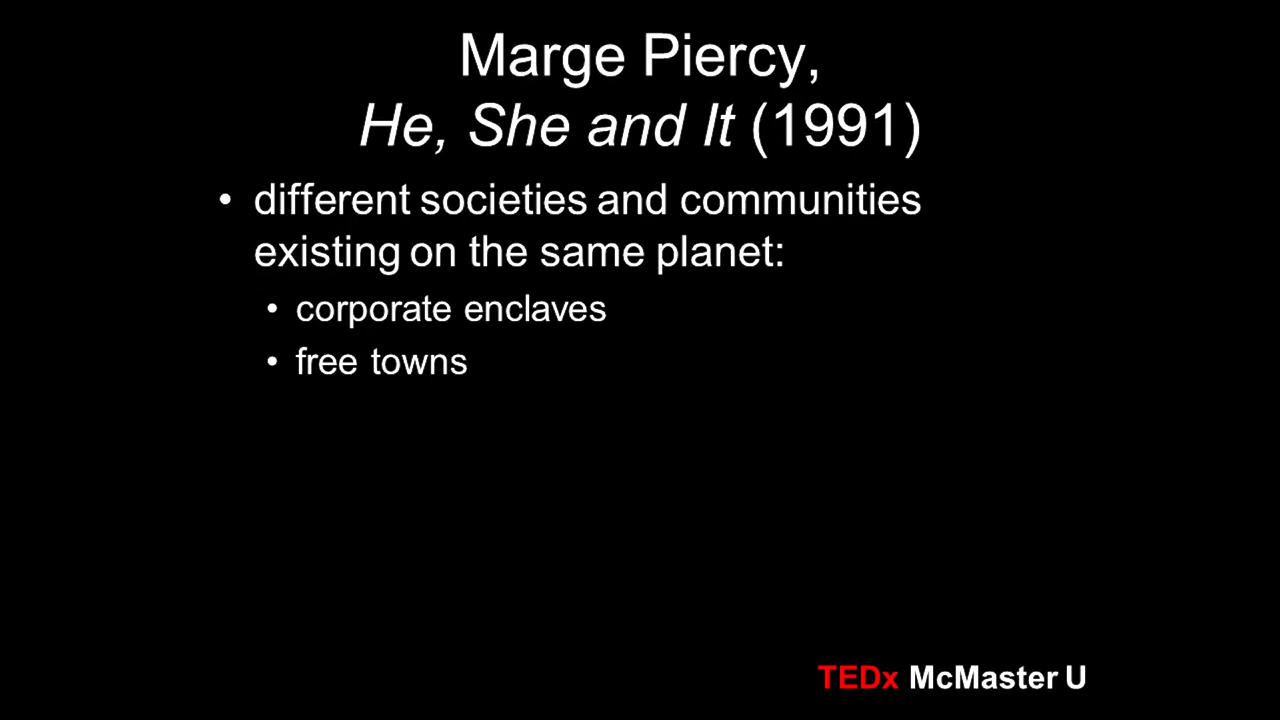 Marge Piercy,
He, She and It (1991)
• different societies and communities
existing on the same planet:
• corporate enclaves
• free towns
TEDx McMaster U